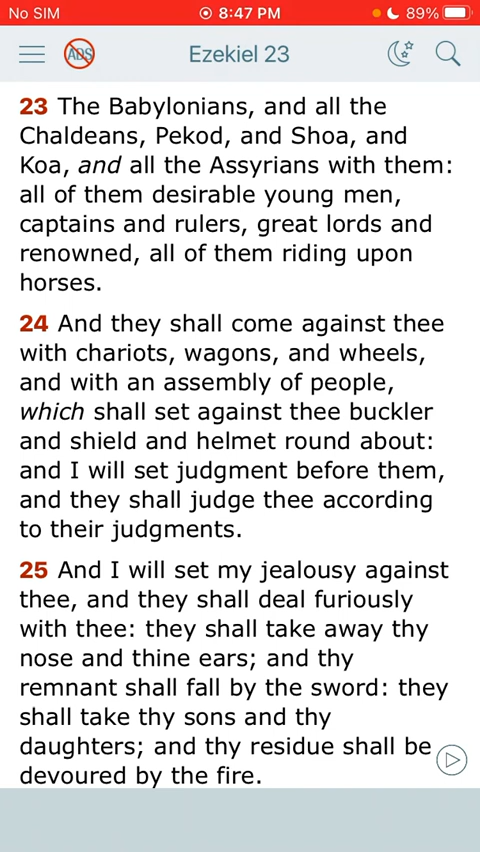 No SIM 8:47 PM 89%
ADS Ezekiel 23
23 The Babylonians, and all the
Chaldeans, Pekod, and Shoa, and
Koa, and all the Assyrians with them:
all of them desirable young men,
captains and rulers, great lords and
renowned, all of them riding upon
horses.
24 And they shall come against thee
with chariots, wagons, and wheels,
and with an assembly of people,
which shall set against thee buckler
and shield and helmet round about:
and I will set judgment before them,
and they shall judge thee according
to their judgments.
25 And I will set my jealousy against
thee, and they shall deal furiously
with thee: they shall take away thy
nose and thine ears; and thy
remnant shall fall by the sword: they
shall take thy sons and thy
daughters; and thy residue shall be
devoured by the fire.